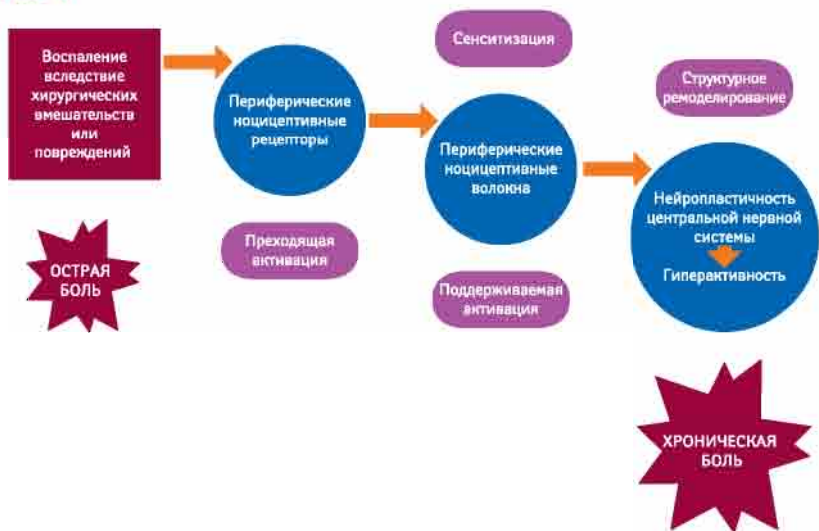 Воспаление
вследствие
хирургических
вмешательств
или
повреждений
ОСТРАЯ
БОЛЬ
Периферические
ноцицептивные
рецепторы
Преходящая
активация
Сенситизация
Периферические
ноцицептивные
волокна
Поддерживаемая
активация
Структурное
ремоделирование
Нейропластичность
центральной нервной
системы
Гиперактивность
ХРОНИЧЕСКАЯ
БОЛЬ